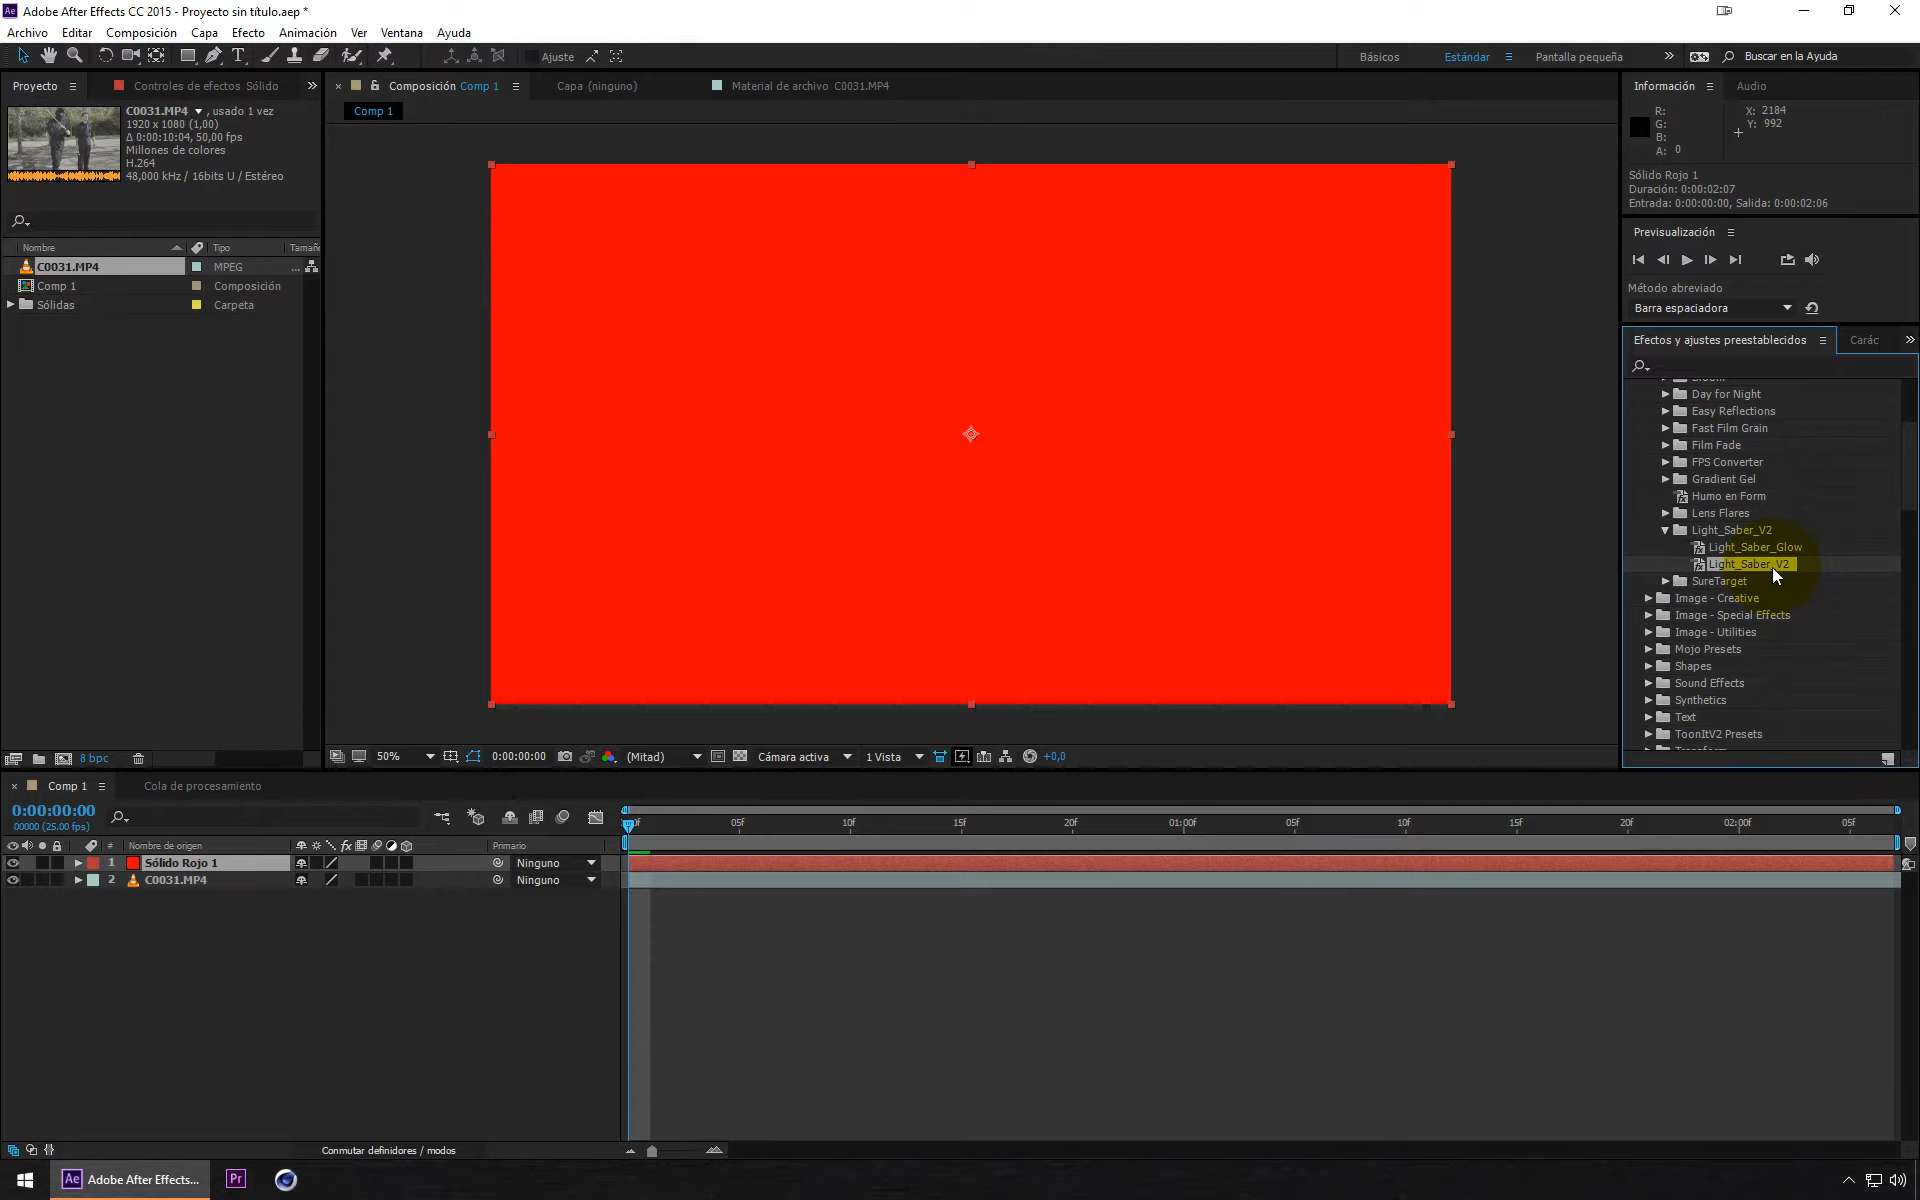 Adobe After Effects CC 2015 - Proyecto sin título.aep *
Archivo Editar Composición Capa Efecto Animación Ver Ventana Ayuda
Ajuste Básicos Estándar Pantalla pequeña Buscar en la Ayuda
Proyecto Controles de efectos Sólido
Composición Comp 1 Capa (ninguno) Material de archivo C0031.MP4
Información Audio
Comp 1
C0031.MP4 , usado 1 vez
1920 x 1080 (1,00)
Δ 0:00:10:04, 50,00 fps
Millones de colores
H.264
48,000 kHz / 16bits U / Estéreo
R: X: 2184
G: Y: 992
B:
A: 0
Sólido Rojo 1
Duración: 0:00:02:07
Entrada: 0:00:00:00, Salida: 0:00:02:06
Previsualización
Método abreviado
Barra espaciadora
Nombre Tipo Tamañ
C0031.MP4 MPEG ...
Comp 1 Composición
Sólidas Carpeta
Efectos y ajustes preestablecidos Carác
Day for Night
Easy Reflections
Fast Film Grain
Film Fade
FPS Converter
Gradient Gel
Humo en Form
Lens Flares
Light_Saber_V2
Light_Saber_Glow
Light_Saber_V2
SureTarget
Image - Creative
Image - Special Effects
Image - Utilities
Mojo Presets
Shapes
Sound Effects
Synthetics
Text
ToonItV2 Presets
8 bpc
50% 0:00:00:00 (Mitad) Cámara activa 1 Vista +0,0
Comp 1 Cola de procesamiento
0:00:00:00
00000 (25.00 fps)
05f 10f 15f 20f 01:00f 05f 10f 15f 20f 02:00f 05f
# Nombre de origen fx Primario
1 Sólido Rojo 1 Ninguno
2 C0031.MP4 Ninguno
Conmutar definidores / modos
Ae Adobe After Effects... Pr